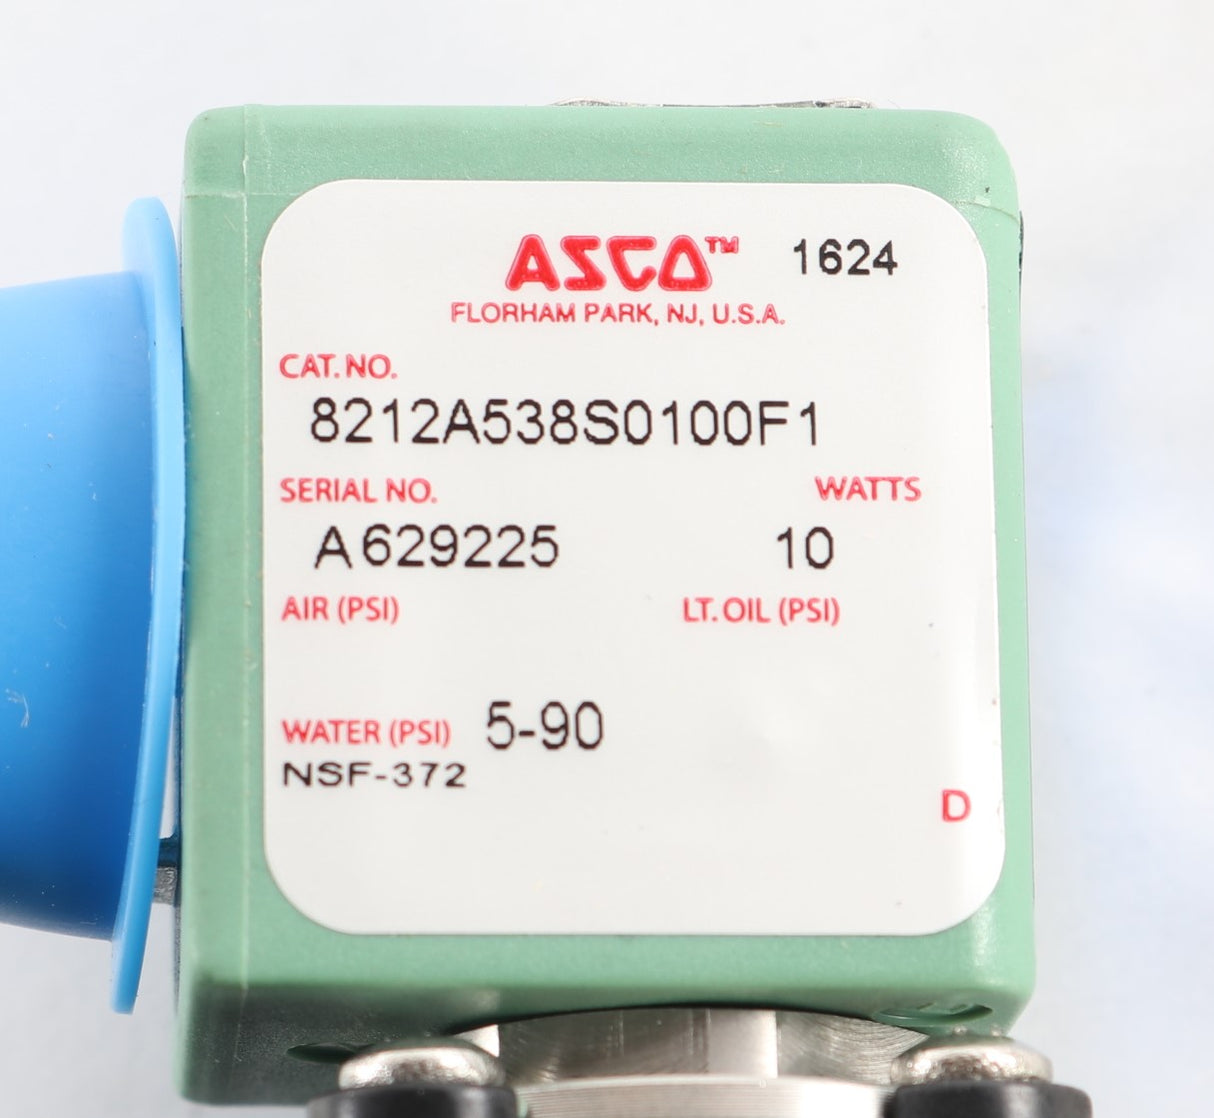 ASCO™ 1624
FLORHAM PARK, NJ, U.S.A.
CAT. NO.
8212A538S0100F1
SERIAL NO. WATTS
A629225 10
AIR (PSI) LT. OIL (PSI)
WATER (PSI) 5-90
NSF-372
D